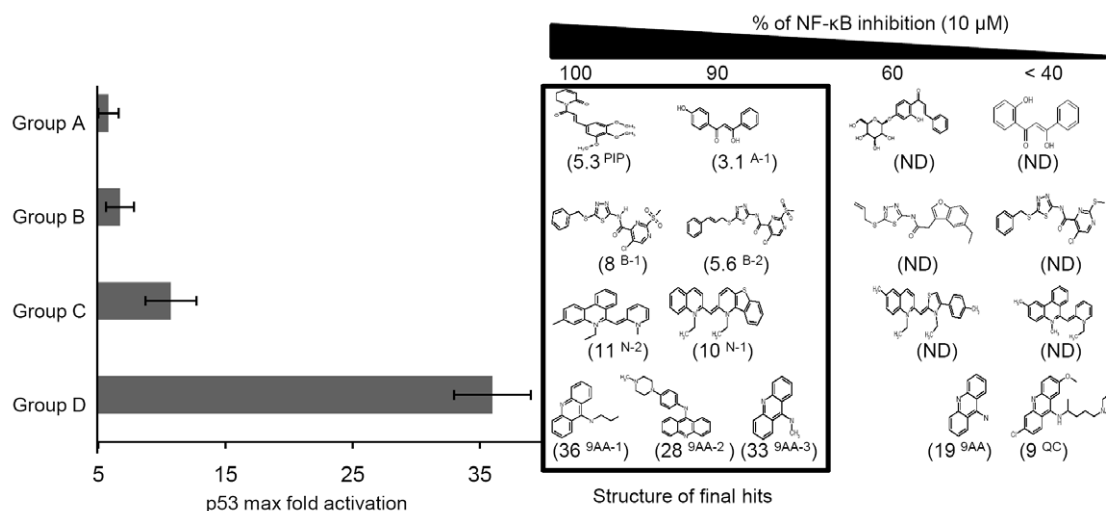 % of NF-κB inhibition (10 μM)
100 90 60 < 40
Group A
(5.3 PIP) (3.1 A-1) (ND) (ND)
Group B
(8 B-1) (5.6 B-2) (ND) (ND)
Group C
(11 N-2) (10 N-1) (ND) (ND)
Group D
(36 9AA-1) (28 9AA-2) (33 9AA-3) (19 9AA) (9 QC)
5 15 25 35
p53 max fold activation
Structure of final hits